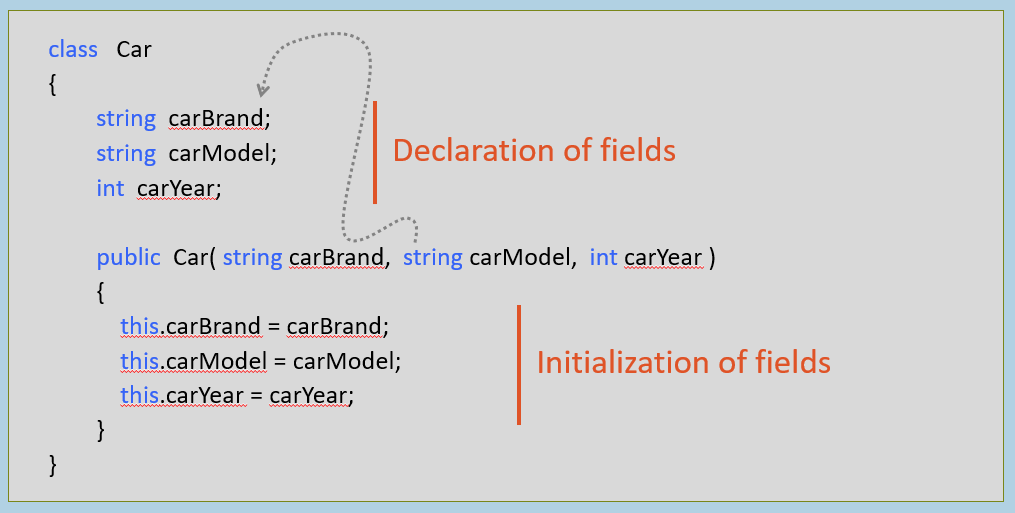 class Car
{
string carBrand;
string carModel;
Declaration of fields
int carYear;
public Car( string carBrand, string carModel, int carYear )
{
this.carBrand = carBrand;
this.carModel = carModel;
Initialization of fields
this.carYear = carYear;
}
}